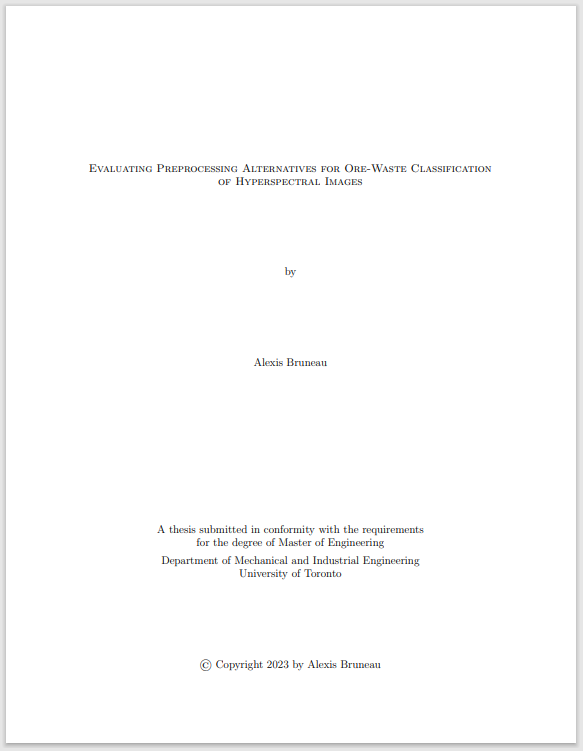 Evaluating Preprocessing Alternatives for Ore-Waste Classification
of Hyperspectral Images
by
Alexis Bruneau
A thesis submitted in conformity with the requirements
for the degree of Master of Engineering
Department of Mechanical and Industrial Engineering
University of Toronto
© Copyright 2023 by Alexis Bruneau